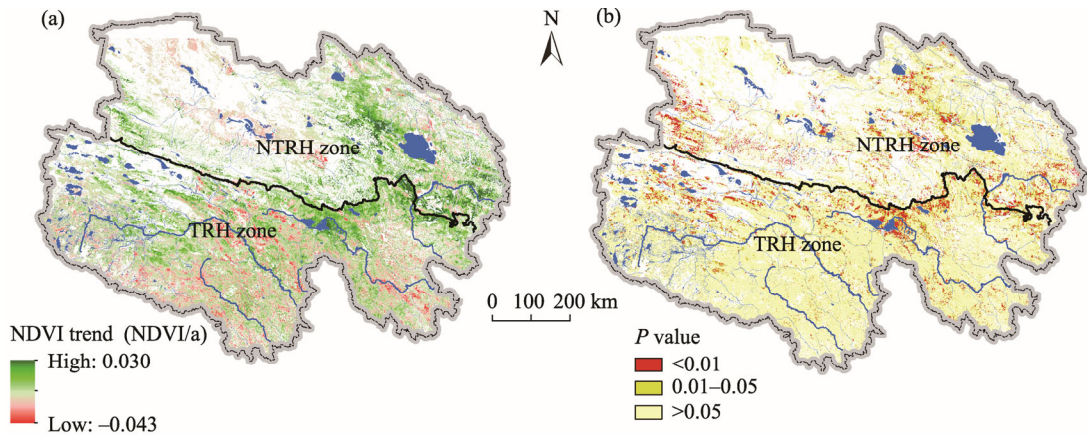 (a)
N
(b)
NTRH zone
TRH zone
NTRH zone
TRH zone
0 100 200 km
NDVI trend (NDVI/a)
High: 0.030
Low: –0.043
P value
<0.01
0.01–0.05
>0.05